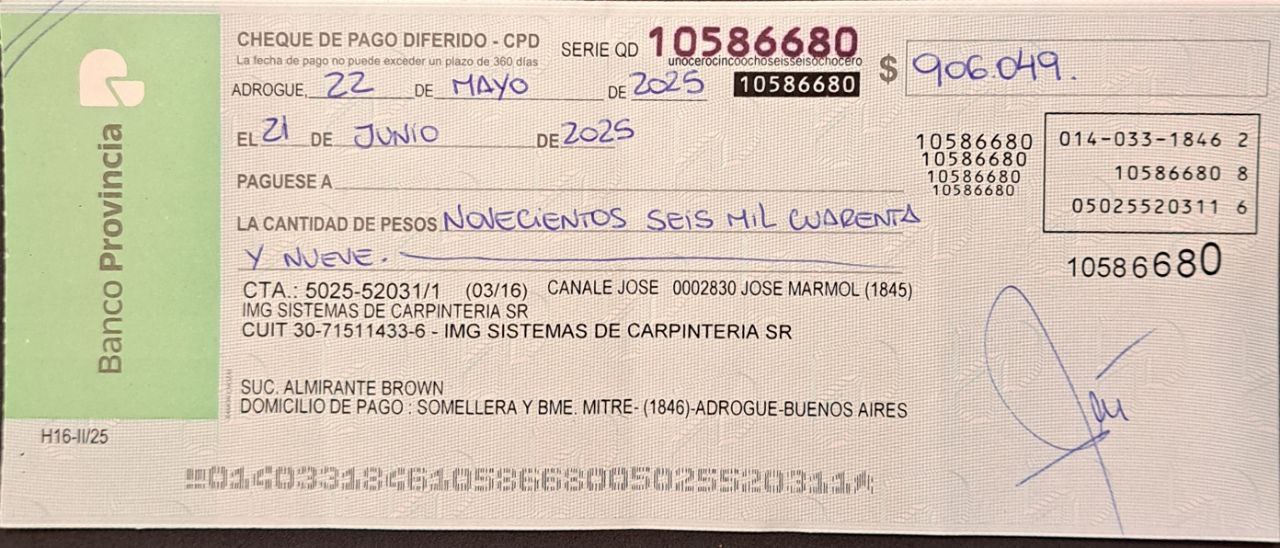 Banco Provincia
CHEQUE DE PAGO DIFERIDO - CPD
La fecha de pago no puede exceder un plazo de 360 días
SERIE QD 10586680
unocerocincoochoseisseisochocero
10586680
$ 906.049.
ADROGUE, 22 DE MAYO DE 2025
EL 21 DE JUNIO DE 2025
PAGUESE A
LA CANTIDAD DE PESOS NOVECIENTOS SEIS MIL CUARENTA
Y NUEVE.
10586680
10586680
10586680
10586680
014-033-1846 2
10586680 8
05025520311 6
10586680
CTA.: 5025-52031/1 (03/16) CANALE JOSE 0002830 JOSE MARMOL (1845)
IMG SISTEMAS DE CARPINTERIA SR
CUIT 30-71511433-6 - IMG SISTEMAS DE CARPINTERIA SR
SUC. ALMIRANTE BROWN
DOMICILIO DE PAGO : SOMELLERA Y BME. MITRE- (1846)-ADROGUE-BUENOS AIRES
H16-II/25
01403318461058668005025520311